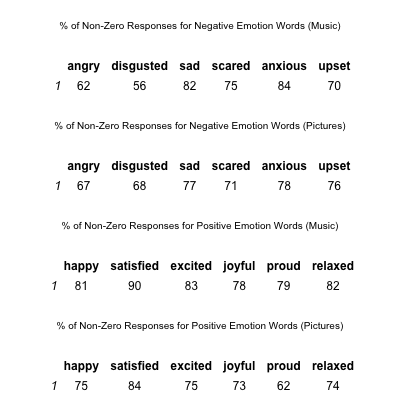 % of Non-Zero Responses for Negative Emotion Words (Music)
angry disgusted sad scared anxious upset
1 62 56 82 75 84 70
% of Non-Zero Responses for Negative Emotion Words (Pictures)
angry disgusted sad scared anxious upset
1 67 68 77 71 78 76
% of Non-Zero Responses for Positive Emotion Words (Music)
happy satisfied excited joyful proud relaxed
1 81 90 83 78 79 82
% of Non-Zero Responses for Positive Emotion Words (Pictures)
happy satisfied excited joyful proud relaxed
1 75 84 75 73 62 74